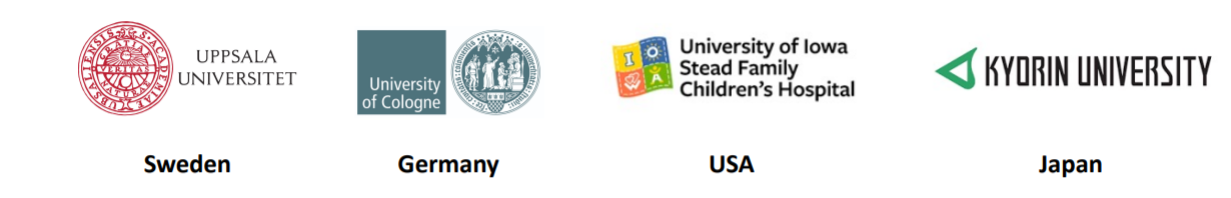 UPPSALA
UNIVERSITET
University
of Cologne
I O
W A
University of Iowa
Stead Family
Children's Hospital
KYORIN UNIVERSITY
Sweden
Germany
USA
Japan